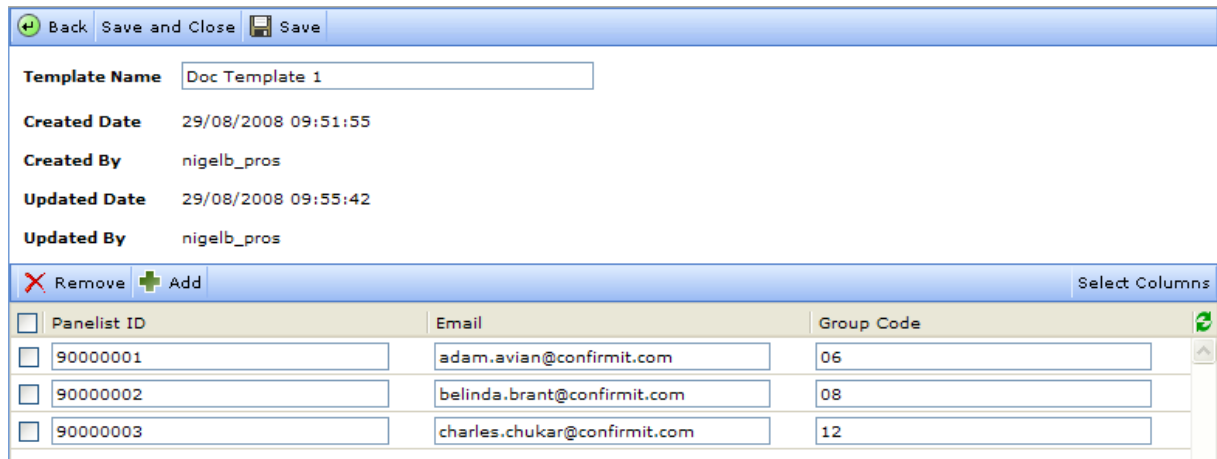 Back Save and Close Save
Template Name Doc Template 1
Created Date 29/08/2008 09:51:55
Created By nigelb_pros
Updated Date 29/08/2008 09:55:42
Updated By nigelb_pros
Remove Add Select Columns
Panelist ID Email Group Code
90000001 adam.avian@confirmit.com 06
90000002 belinda.brant@confirmit.com 08
90000003 charles.chukar@confirmit.com 12